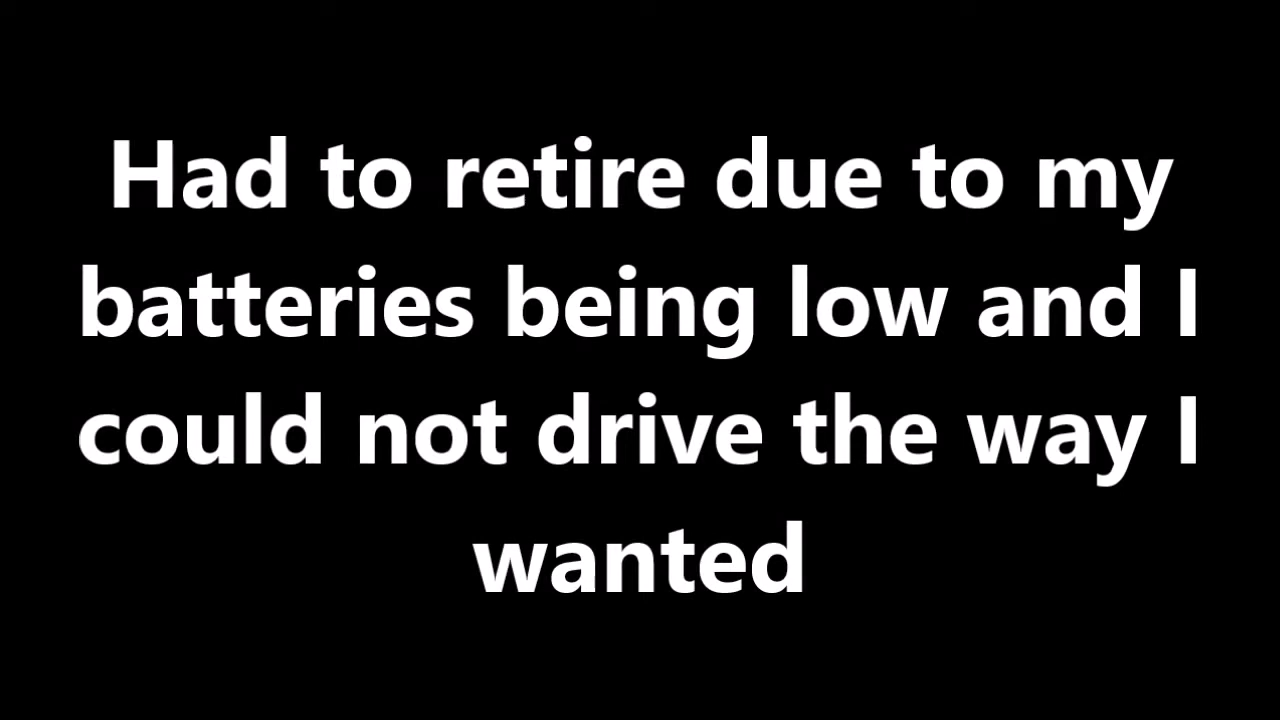 Had to retire due to my
batteries being low and I
could not drive the way I
wanted